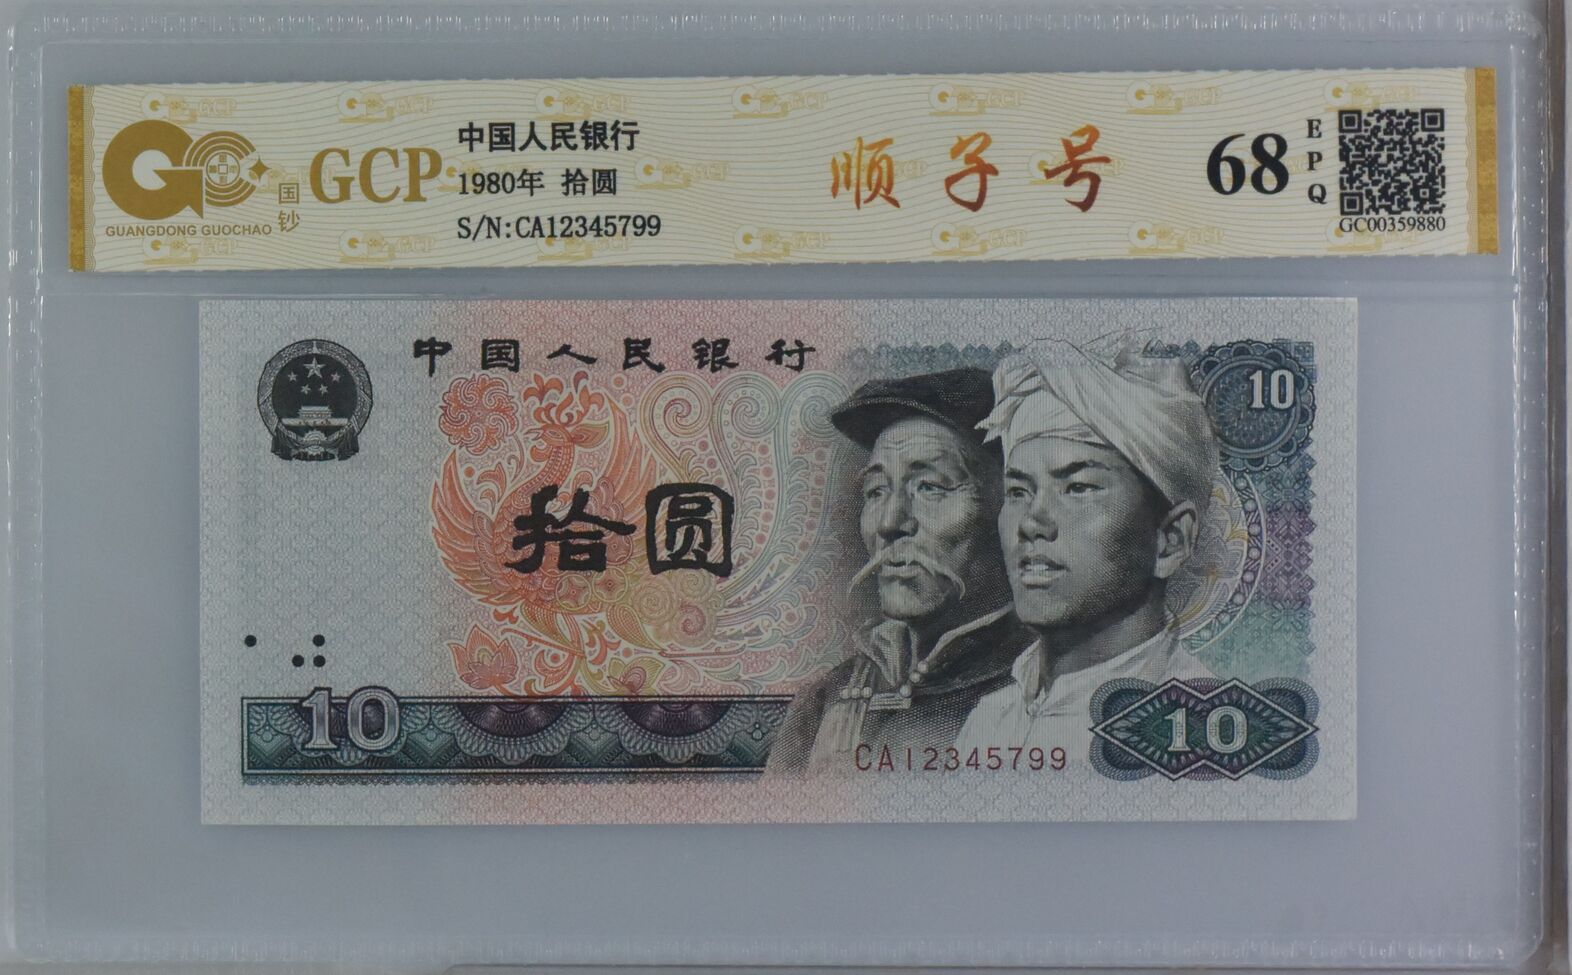 GCP
GUANGDONG GUOCHAO
国钞
中国人民银行
1980年 拾圆
S/N:CA12345799
顺子号
68
EPQ
GC00359880
中国人民银行
10
拾圆
10
CA12345799
10